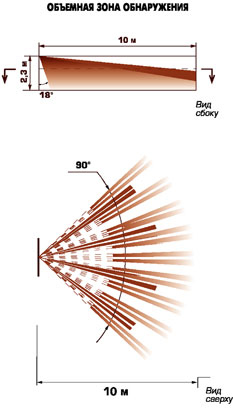 ОБЪЕМНАЯ ЗОНА ОБНАРУЖЕНИЯ
10 м
2,3 м
18°
Вид
сбоку
90°
10 м
Вид
сверху